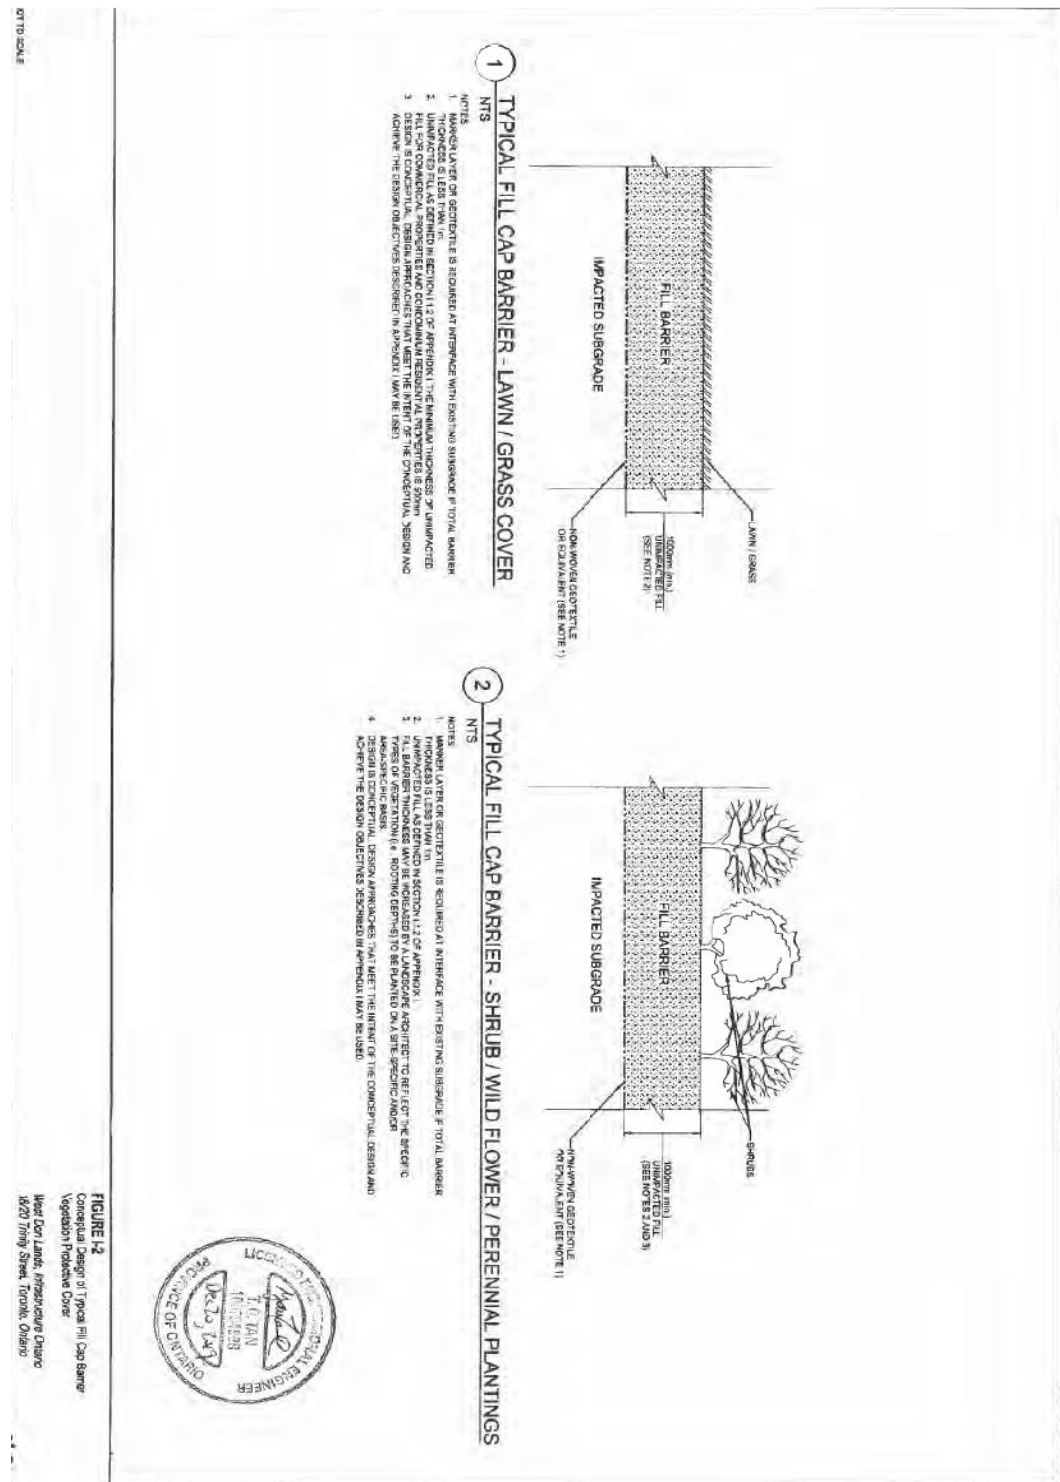 LAWN / GRASS
1000mm (min.)
UNIMPACTED FILL
(SEE NOTE 2)
NON-WOVEN GEOTEXTILE
OR EQUIVALENT (SEE NOTE 1)
FILL BARRIER
IMPACTED SUBGRADE
1 TYPICAL FILL CAP BARRIER - LAWN / GRASS COVER
NTS
NOTES
1. MARKER LAYER OR GEOTEXTILE IS REQUIRED AT INTERFACE WITH EXISTING SUBGRADE IF TOTAL BARRIER
THICKNESS IS LESS THAN 1m.
2. UNIMPACTED FILL AS DEFINED IN SECTION I.1.2 OF APPENDIX I. THE MINIMUM THICKNESS OF UNIMPACTED
FILL FOR COMMERCIAL PROPERTIES AND CONDOMINIUM RESIDENTIAL PROPERTIES IS 500mm
3 DESIGN IS CONCEPTUAL. DESIGN APPROACHES THAT MEET THE INTENT OF THE CONCEPTUAL DESIGN AND
ACHIEVE THE DESIGN OBJECTIVES DESCRIBED IN APPENDIX I MAY BE USED.
SHRUBS
1000mm (min.)
UNIMPACTED FILL
(SEE NOTES 2 AND 3)
NON-WOVEN GEOTEXTILE
OR EQUIVALENT (SEE NOTE 1)
FILL BARRIER
IMPACTED SUBGRADE
2 TYPICAL FILL CAP BARRIER - SHRUB / WILD FLOWER / PERENNIAL PLANTINGS
NTS
NOTES
1. MARKER LAYER OR GEOTEXTILE IS REQUIRED AT INTERFACE WITH EXISTING SUBGRADE IF TOTAL BARRIER
THICKNESS IS LESS THAN 1m.
2. UNIMPACTED FILL AS DEFINED IN SECTION I.1.2 OF APPENDIX I.
3 FILL BARRIER THICKNESS MAY BE INCREASED BY A LANDSCAPE ARCHITECT TO REFLECT THE SPECIFIC
TYPES OF VEGETATION (i.e. ROOTING DEPTHS) TO BE PLANTED ON A SITE-SPECIFIC AND/OR
AREA-SPECIFIC BASIS.
4 DESIGN IS CONCEPTUAL. DESIGN APPROACHES THAT MEET THE INTENT OF THE CONCEPTUAL DESIGN AND
ACHIEVE THE DESIGN OBJECTIVES DESCRIBED IN APPENDIX I MAY BE USED.
LICENSED PROFESSIONAL ENGINEER
T. O. TAN
Dec 20, 2017
PROVINCE OF ONTARIO
TO SCALE
FIGURE I-2
Conceptual Design of Typical Fill Cap Barrier
Vegetation Protective Cover
West Don Lands, Infrastructure Ontario
18/20 Trinity Street, Toronto, Ontario